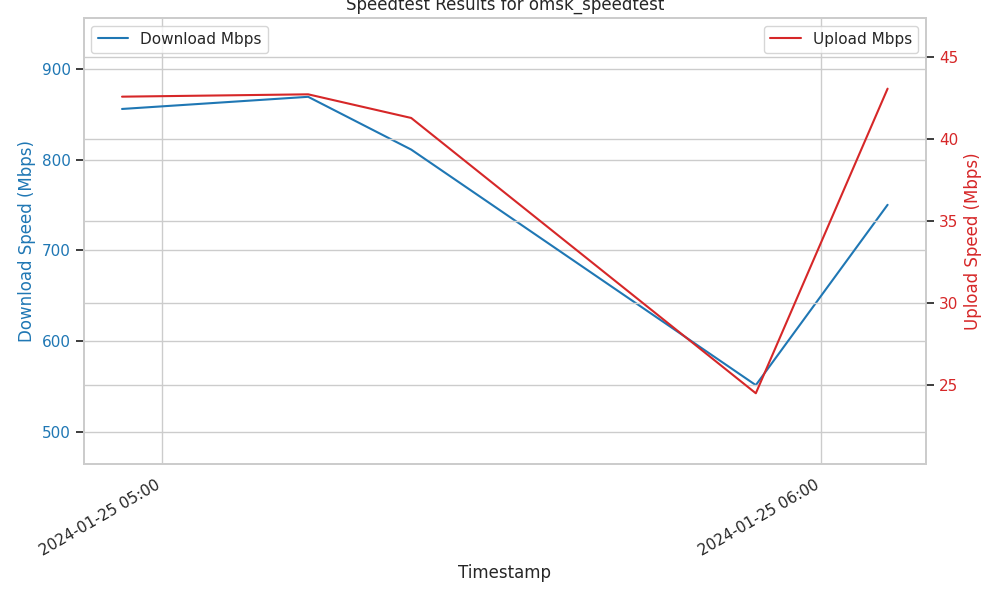 Speedtest Results for omsk_speedtest
Download Mbps
Upload Mbps
900
800
700
600
500
Download Speed (Mbps)
45
40
35
30
25
Upload Speed (Mbps)
2024-01-25 05:00
2024-01-25 06:00
Timestamp